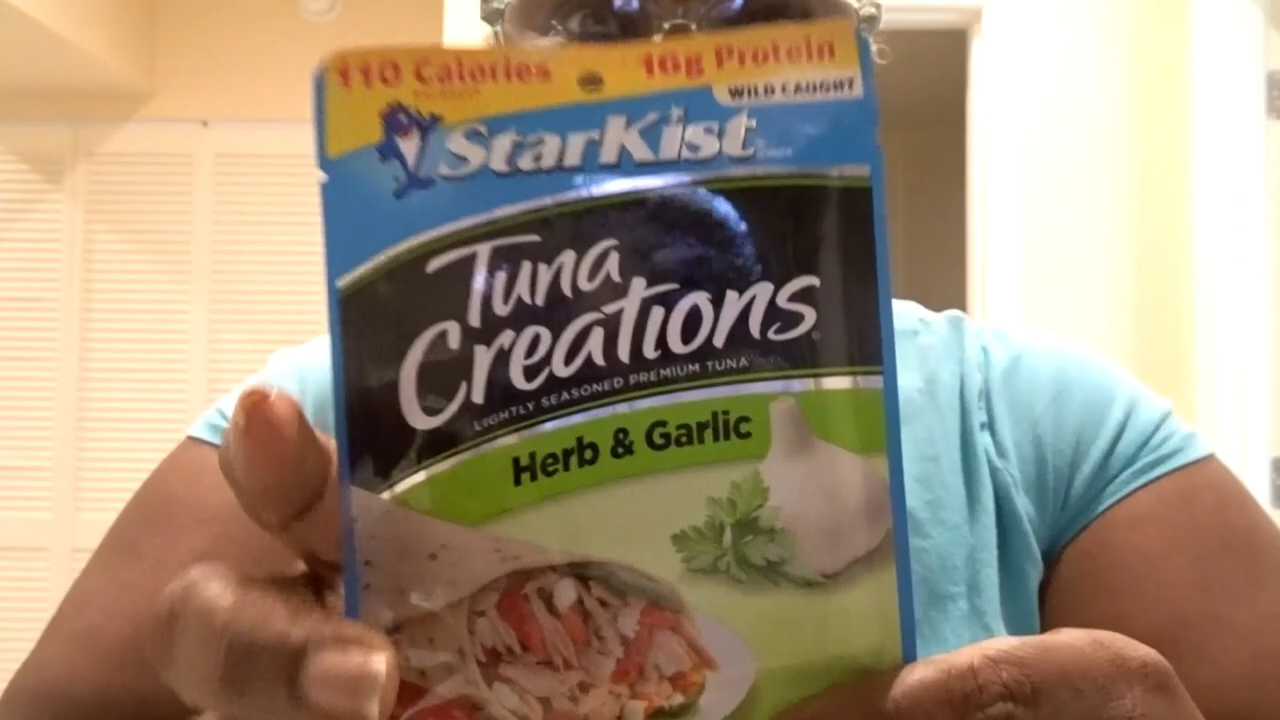 110 Calories 16g Protein
WILD CAUGHT
StarKist
Tuna
Creations
LIGHTLY SEASONED PREMIUM TUNA
Herb & Garlic